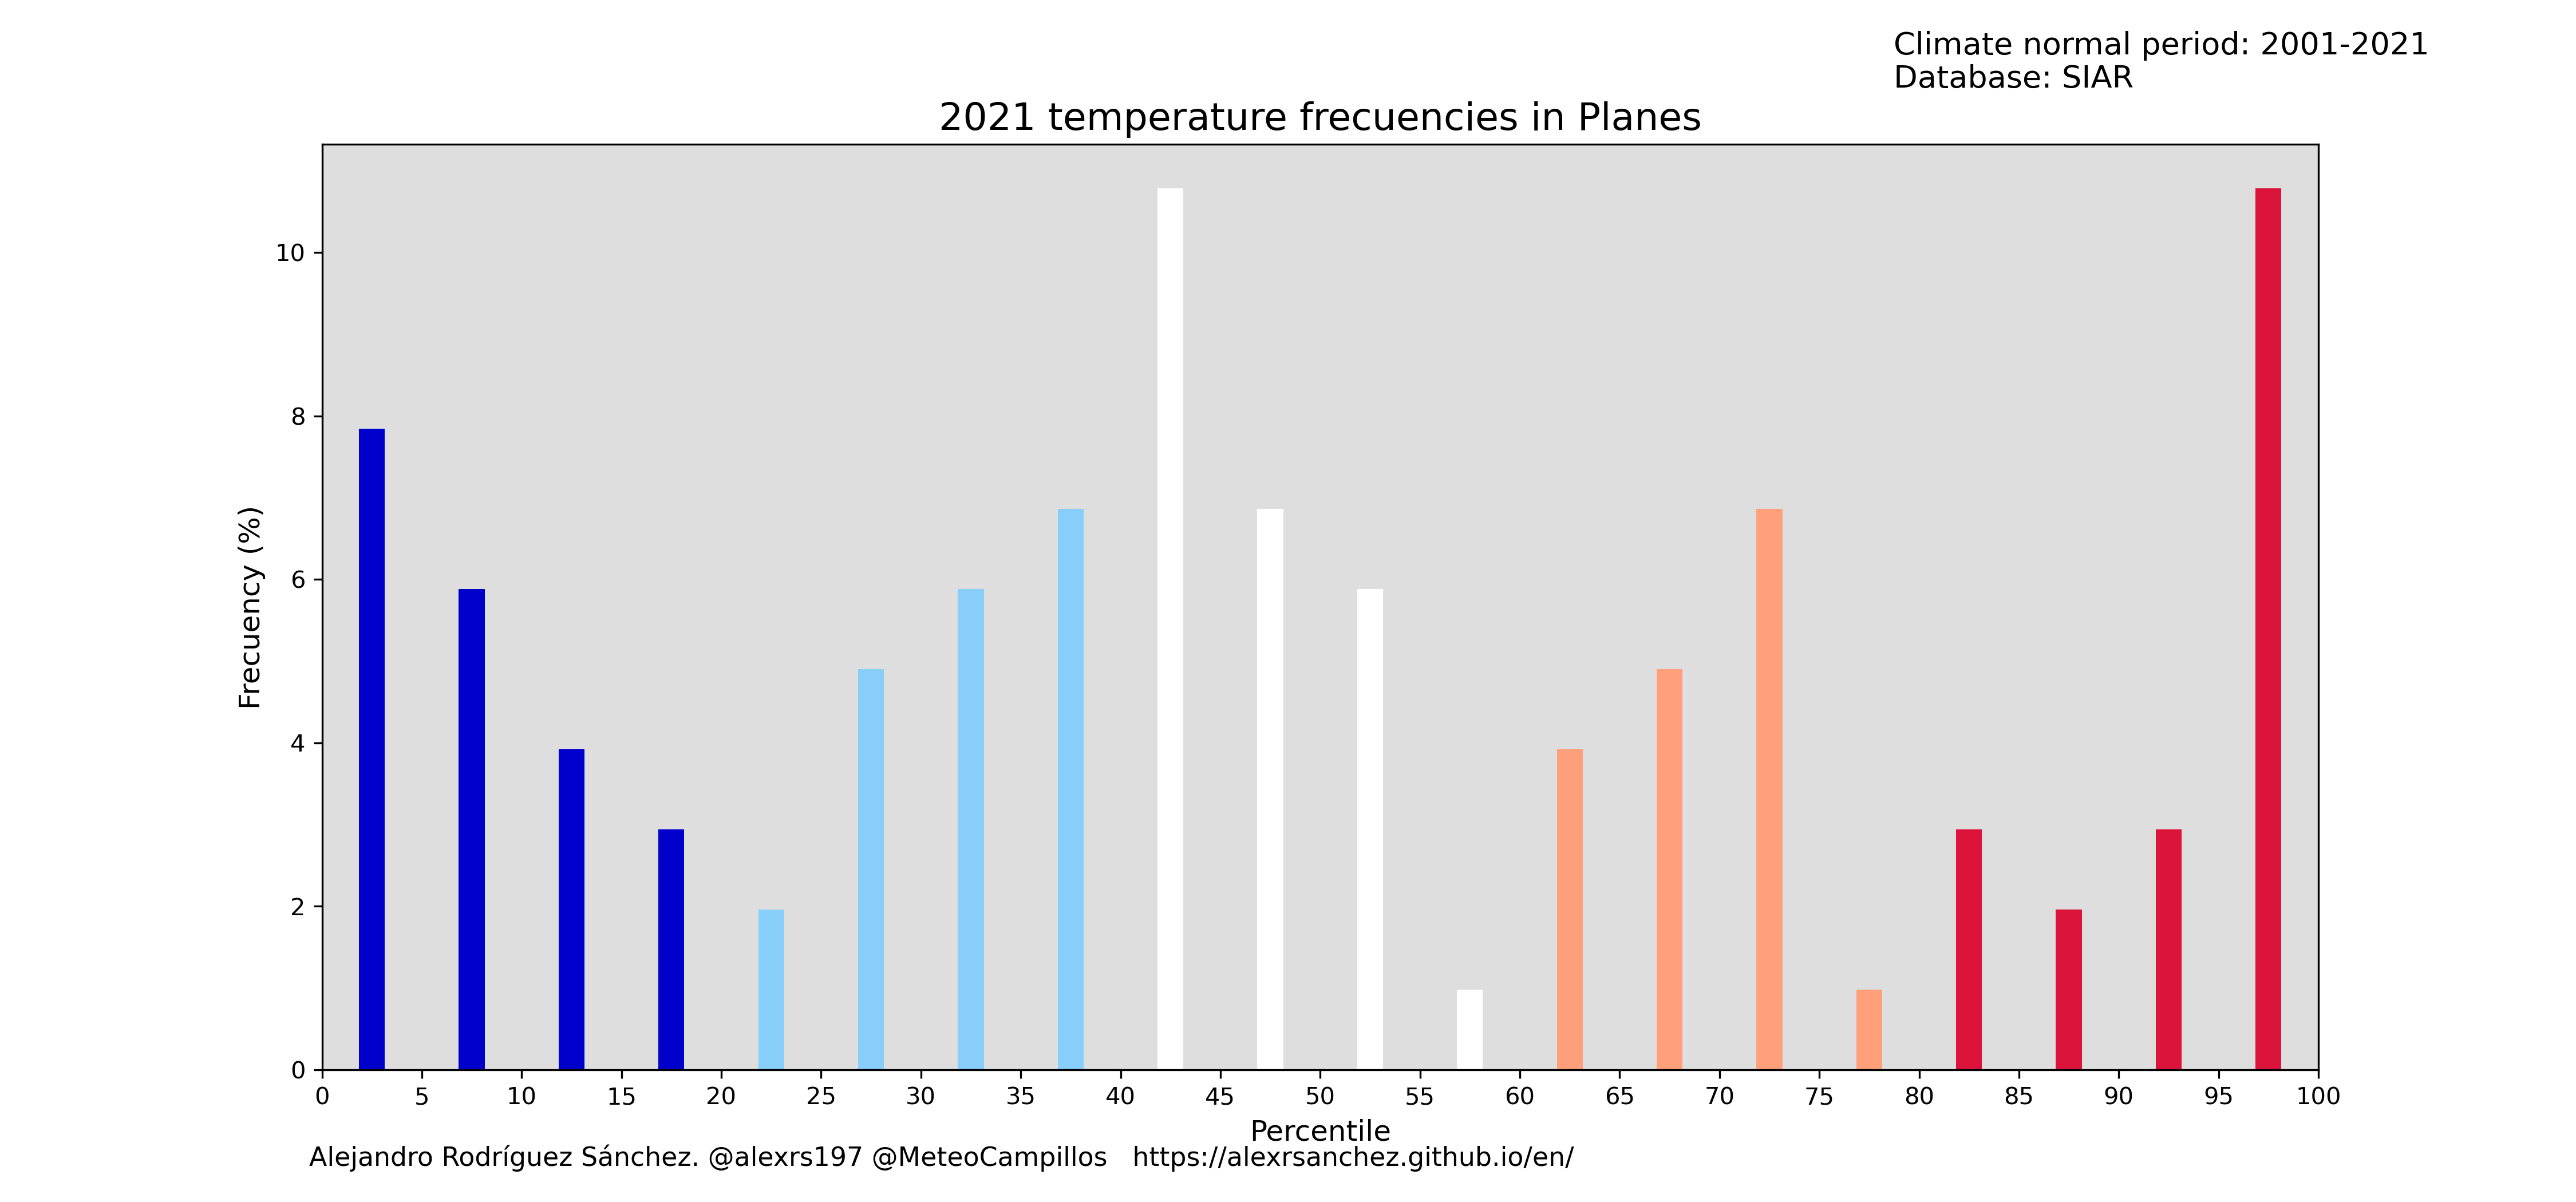 Climate normal period: 2001-2021
Database: SIAR
2021 temperature frecuencies in Planes
Frecuency (%)
10
8
6
4
2
0
0 5 10 15 20 25 30 35 40 45 50 55 60 65 70 75 80 85 90 95 100
Percentile
Alejandro Rodríguez Sánchez. @alexrs197 @MeteoCampillos https://alexrsanchez.github.io/en/